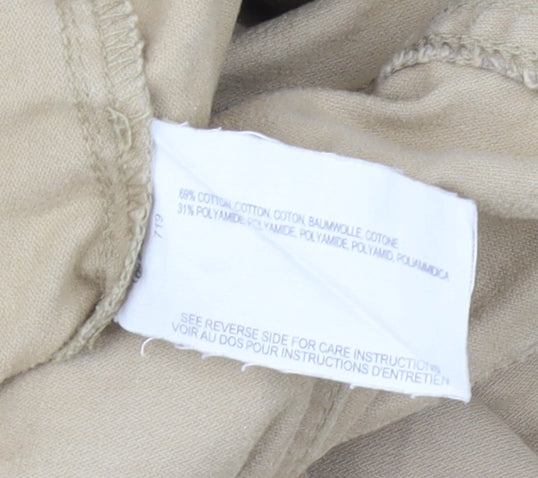 69% COTTON, COTTON, COTON, BAUMWOLLE, COTONE
31% POLYAMIDE, POLYAMIDE, POLYAMIDE, POLYAMID, POLIAMMIDICA
719
SEE REVERSE SIDE FOR CARE INSTRUCTIONS
VOIR AU DOS POUR INSTRUCTIONS D'ENTRETIEN